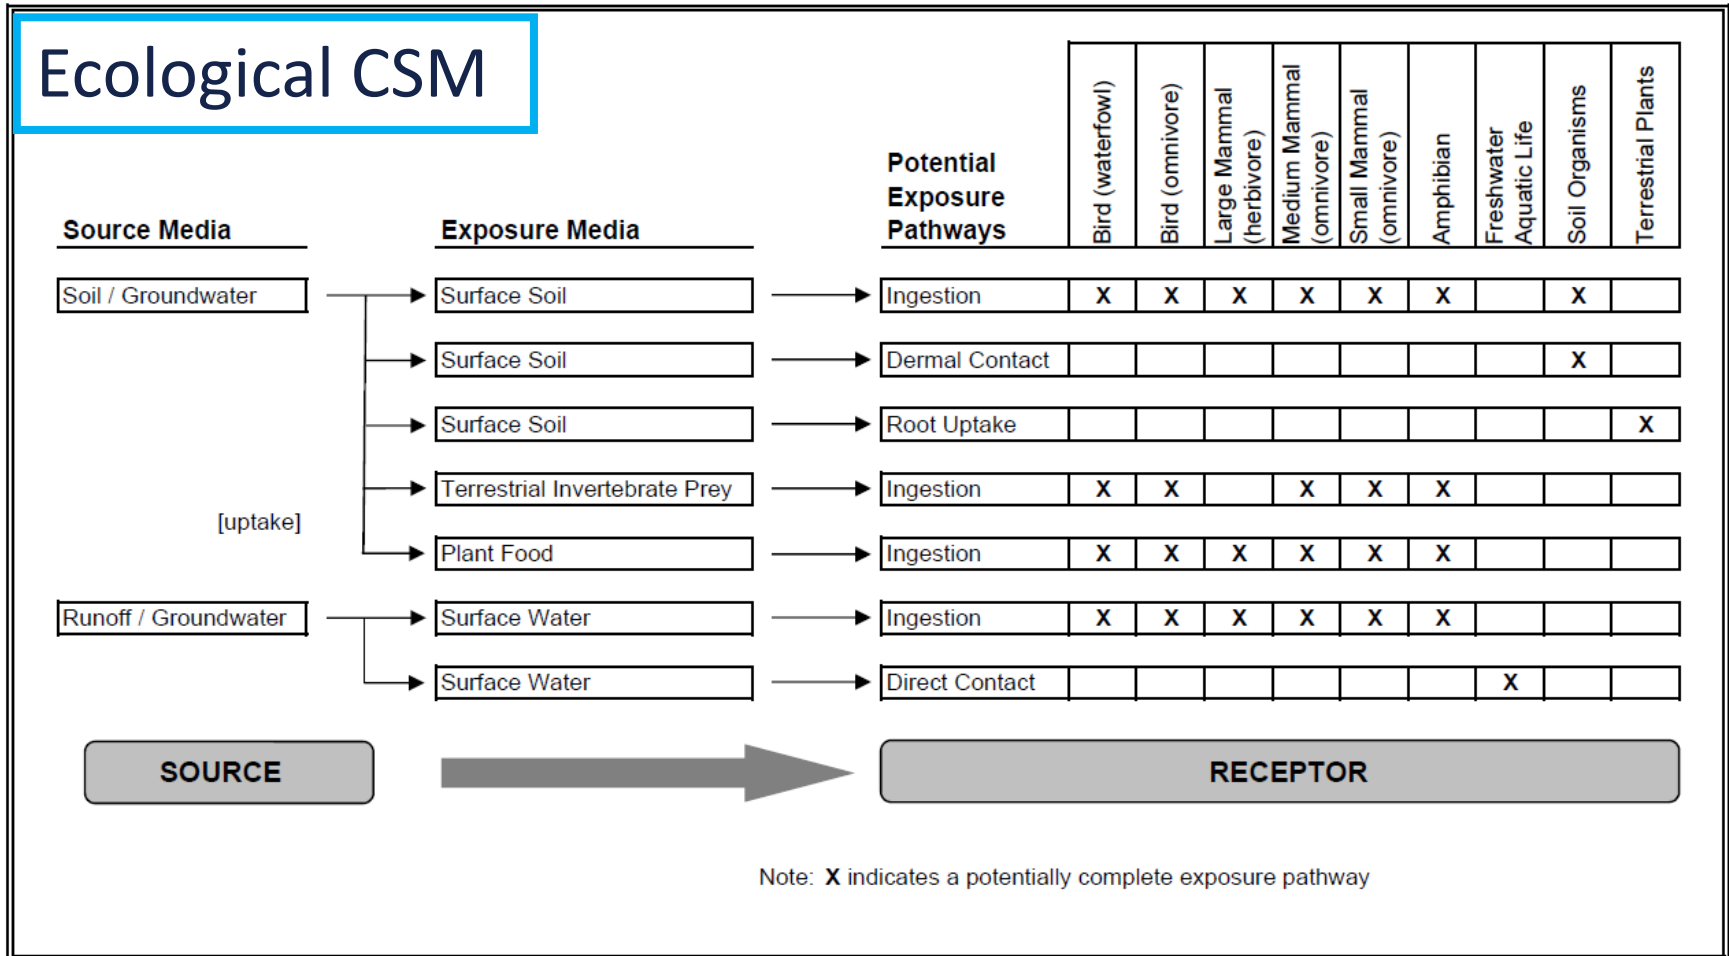 Ecological CSM
Source Media
Exposure Media
Potential
Exposure
Pathways
Bird (waterfowl)
Bird (omnivore)
Large Mammal
(herbivore)
Medium Mammal
(omnivore)
Small Mammal
(omnivore)
Amphibian
Freshwater
Aquatic Life
Soil Organisms
Terrestrial Plants
Soil / Groundwater Surface Soil Ingestion X X X X X X X
Surface Soil Dermal Contact X
Surface Soil Root Uptake X
Terrestrial Invertebrate Prey Ingestion X X X X X
[uptake]
Plant Food Ingestion X X X X X X
Runoff / Groundwater Surface Water Ingestion X X X X X X
Surface Water Direct Contact X
SOURCE
RECEPTOR
Note: X indicates a potentially complete exposure pathway